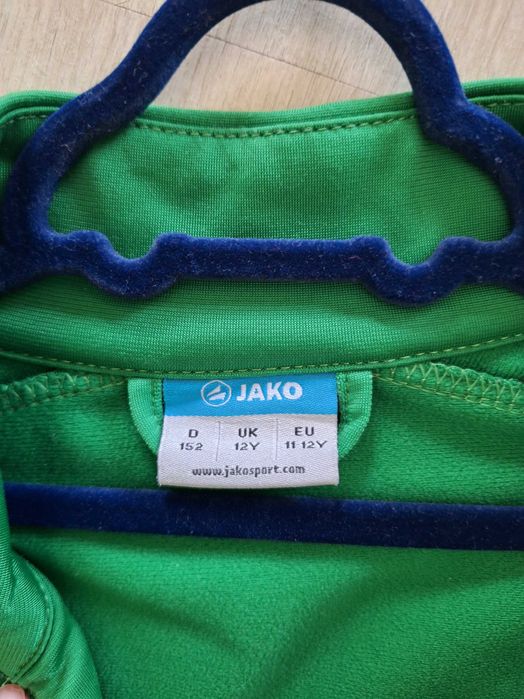 JAKO
D UK EU
152 12Y 11-12Y
www.jakosport.com